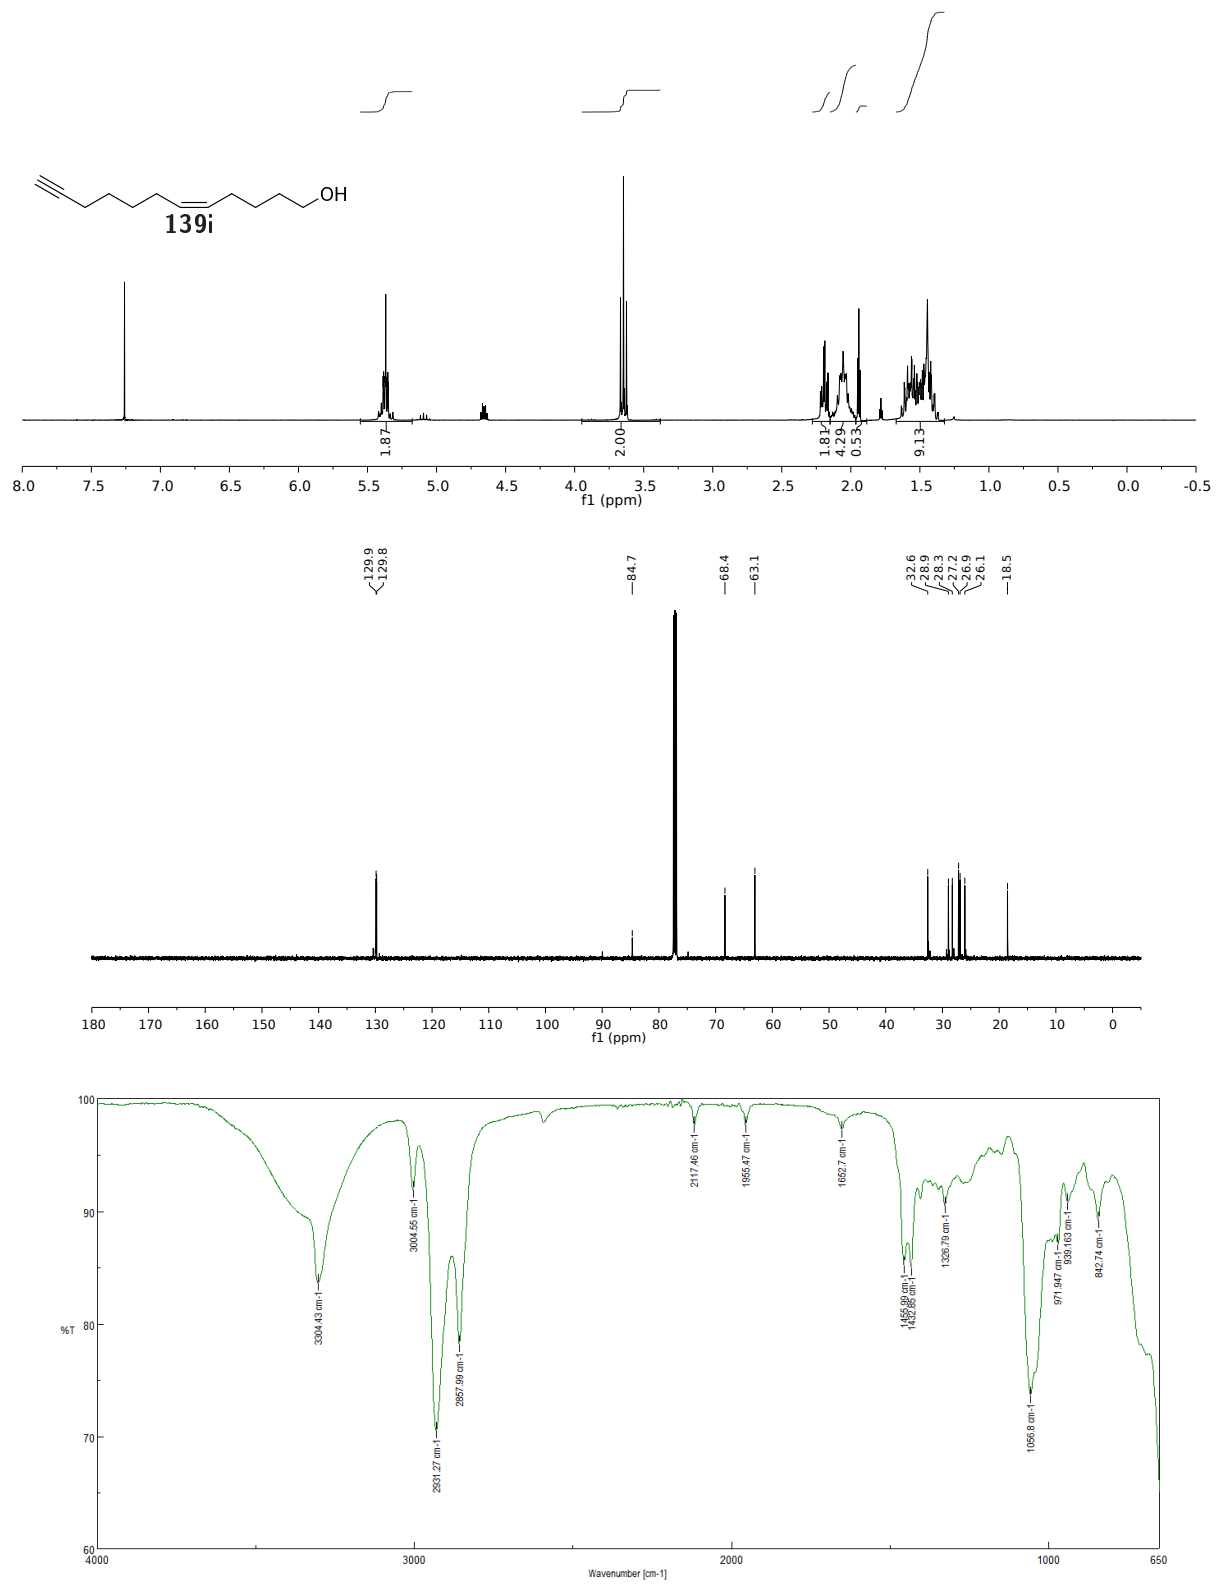 OH
139i
1.87
2.00
1.81
4.29
0.53
9.13
8.0 7.5 7.0 6.5 6.0 5.5 5.0 4.5 4.0 3.5 3.0 2.5 2.0 1.5 1.0 0.5 0.0 -0.5
f1 (ppm)
129.9
129.8
84.7
68.4
63.1
32.6
28.9
28.3
27.2
26.9
26.1
18.5
180 170 160 150 140 130 120 110 100 90 80 70 60 50 40 30 20 10 0
f1 (ppm)
100
90
80
70
60
%T
3304.43 cm-1
3004.55 cm-1
2931.27 cm-1
2857.99 cm-1
2117.46 cm-1
1955.47 cm-1
1652.7 cm-1
1455.99 cm-1
1432.85 cm-1
1326.79 cm-1
1056.8 cm-1
971.947 cm-1
939.163 cm-1
842.74 cm-1
4000 3000 2000 1000 650
Wavenumber [cm-1]